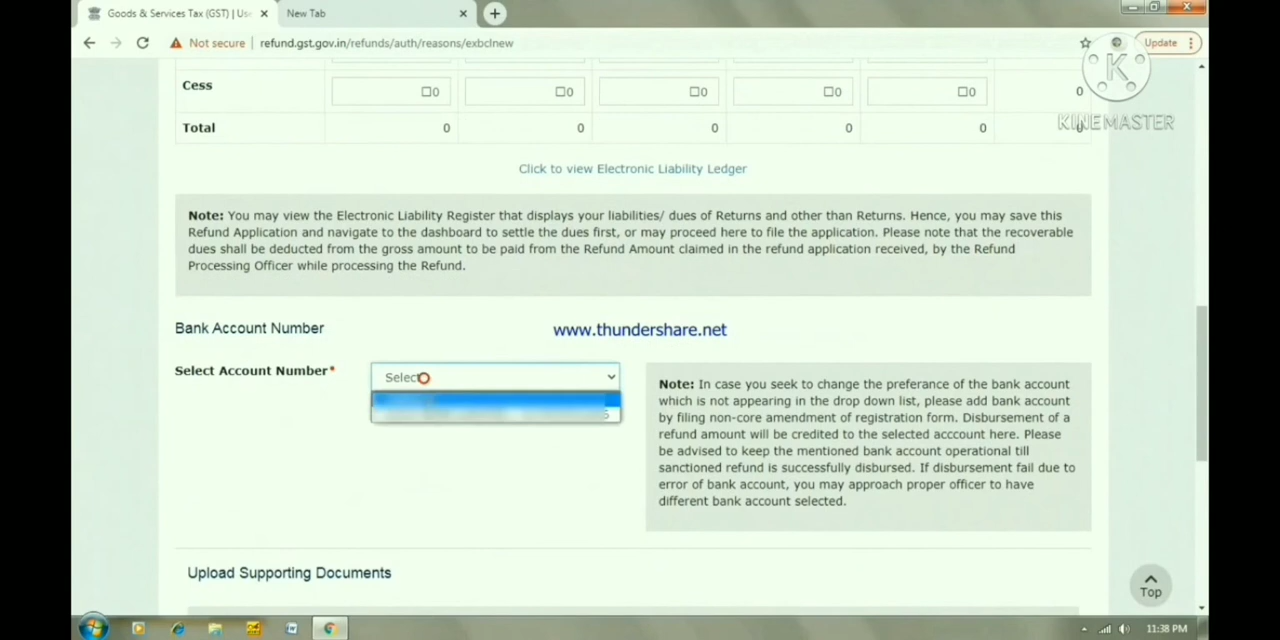 Goods & Services Tax (GST) | Use
New Tab
Not secure
refund.gst.gov.in/refunds/auth/reasons/exbclnew
Update
KINEMASTER
Cess
0 0 0 0 0 0
Total 0 0 0 0 0 0
Click to view Electronic Liability Ledger
Note: You may view the Electronic Liability Register that displays your liabilities/ dues of Returns and other than Returns. Hence, you may save this
Refund Application and navigate to the dashboard to settle the dues first, or may proceed here to file the application. Please note that the recoverable
dues shall be deducted from the gross amount to be paid from the Refund Amount claimed in the refund application received, by the Refund
Processing Officer while processing the Refund.
Bank Account Number
www.thundershare.net
Select Account Number*
Select
Note: In case you seek to change the preferance of the bank account
which is not appearing in the drop down list, please add bank account
by filing non-core amendment of registration form. Disbursement of a
refund amount will be credited to the selected acccount here. Please
be advised to keep the mentioned bank account operational till
sanctioned refund is successfully disbursed. If disbursement fail due to
error of bank account, you may approach proper officer to have
different bank account selected.
Upload Supporting Documents
Top
11:38 PM